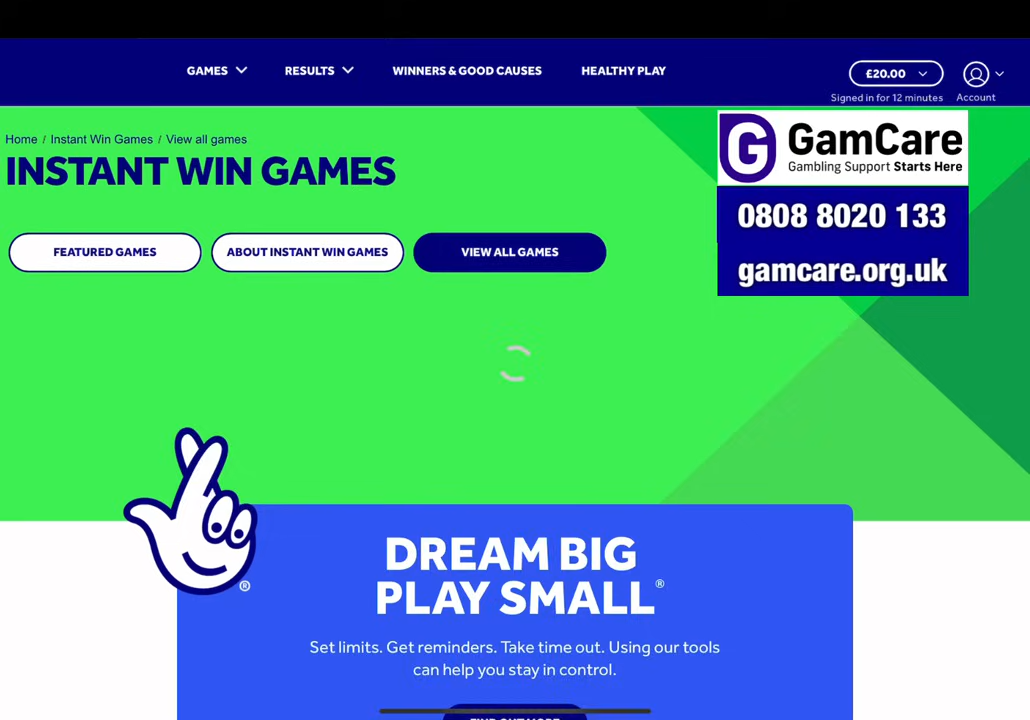 GAMES
RESULTS
WINNERS & GOOD CAUSES
HEALTHY PLAY
£20.00
Signed in for 12 minutes
Account
Home / Instant Win Games / View all games
INSTANT WIN GAMES
G GamCare
Gambling Support Starts Here
0808 8020 133
gamcare.org.uk
FEATURED GAMES
ABOUT INSTANT WIN GAMES
VIEW ALL GAMES
®
DREAM BIG
PLAY SMALL®
Set limits. Get reminders. Take time out. Using our tools
can help you stay in control.